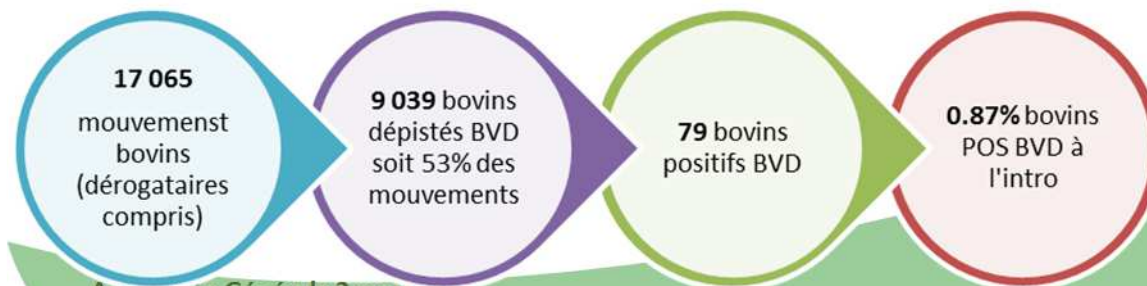 17 065
mouvemenst
bovins
(dérogataires
compris)
9 039 bovins
dépistés BVD
soit 53% des
mouvements
79 bovins
positifs BVD
0.87% bovins
POS BVD à
l'intro